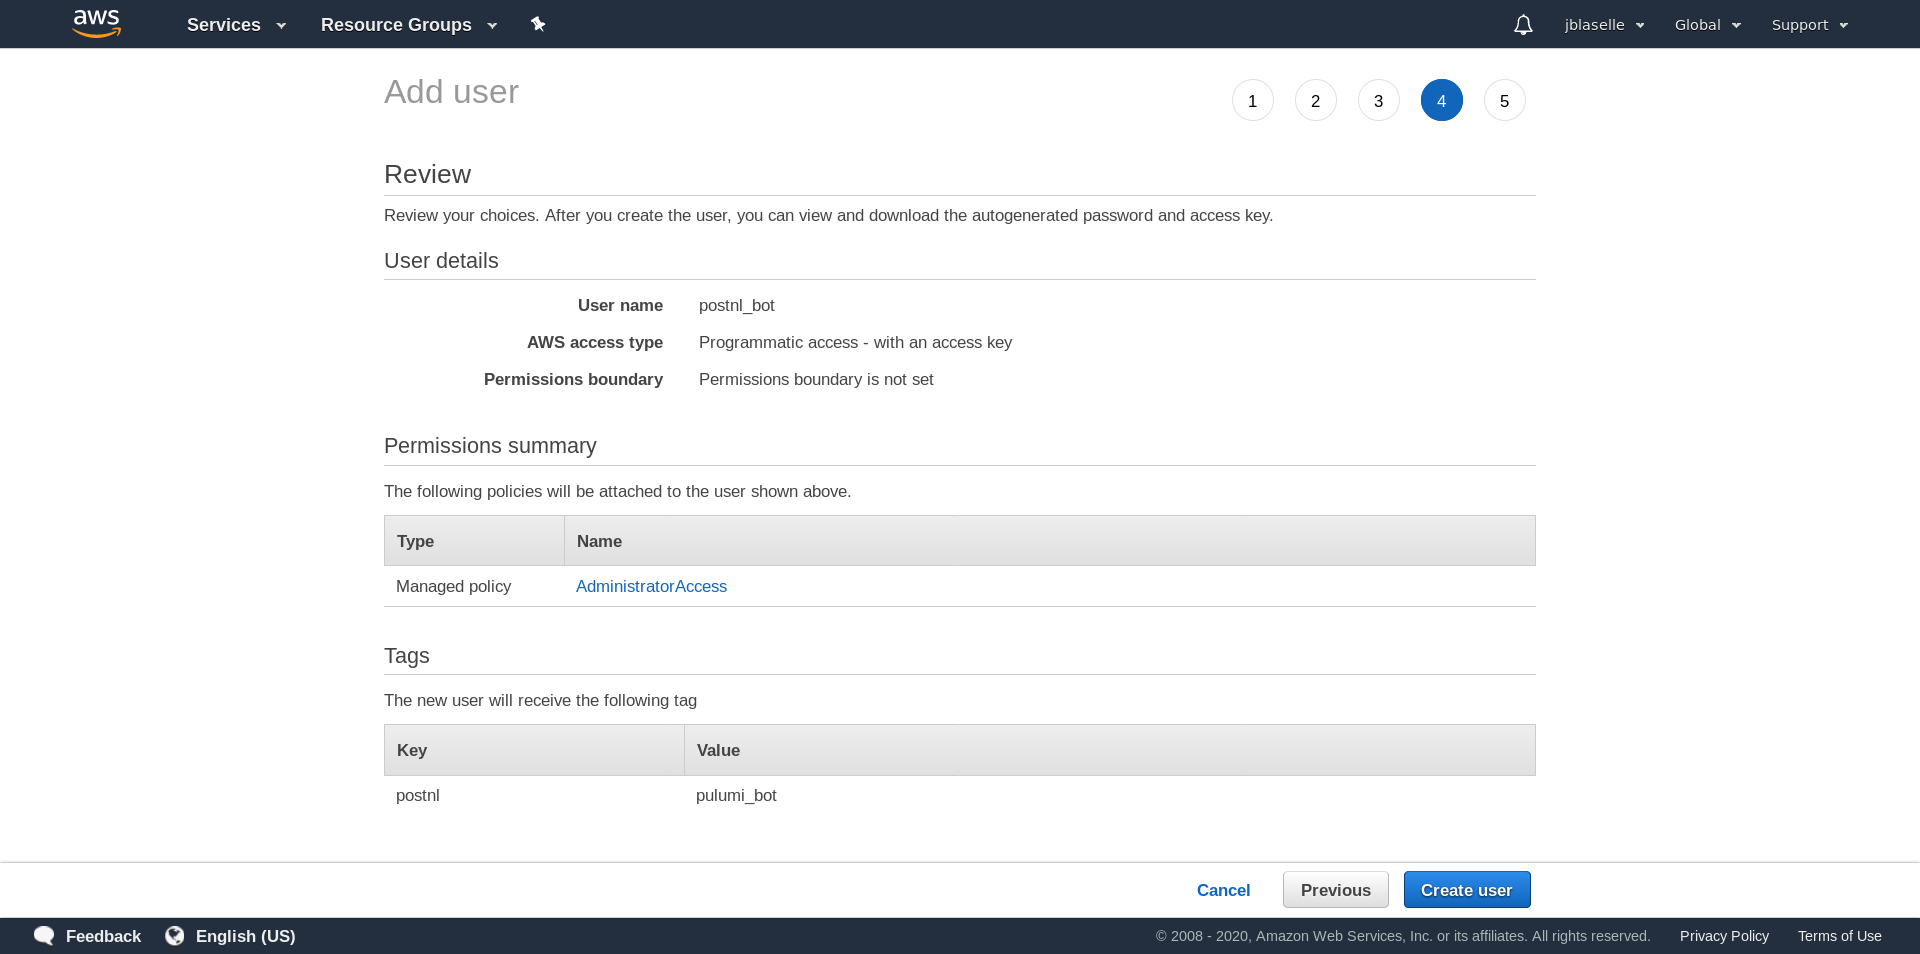 aws Services Resource Groups jblaselle Global Support
Add user 1 2 3 4 5
Review
Review your choices. After you create the user, you can view and download the autogenerated password and access key.
User details
User name postnl_bot
AWS access type Programmatic access - with an access key
Permissions boundary Permissions boundary is not set
Permissions summary
The following policies will be attached to the user shown above.
Type Name
Managed policy AdministratorAccess
Tags
The new user will receive the following tag
Key Value
postnl pulumi_bot
Cancel Previous Create user
Feedback English (US) © 2008 - 2020, Amazon Web Services, Inc. or its affiliates. All rights reserved. Privacy Policy Terms of Use